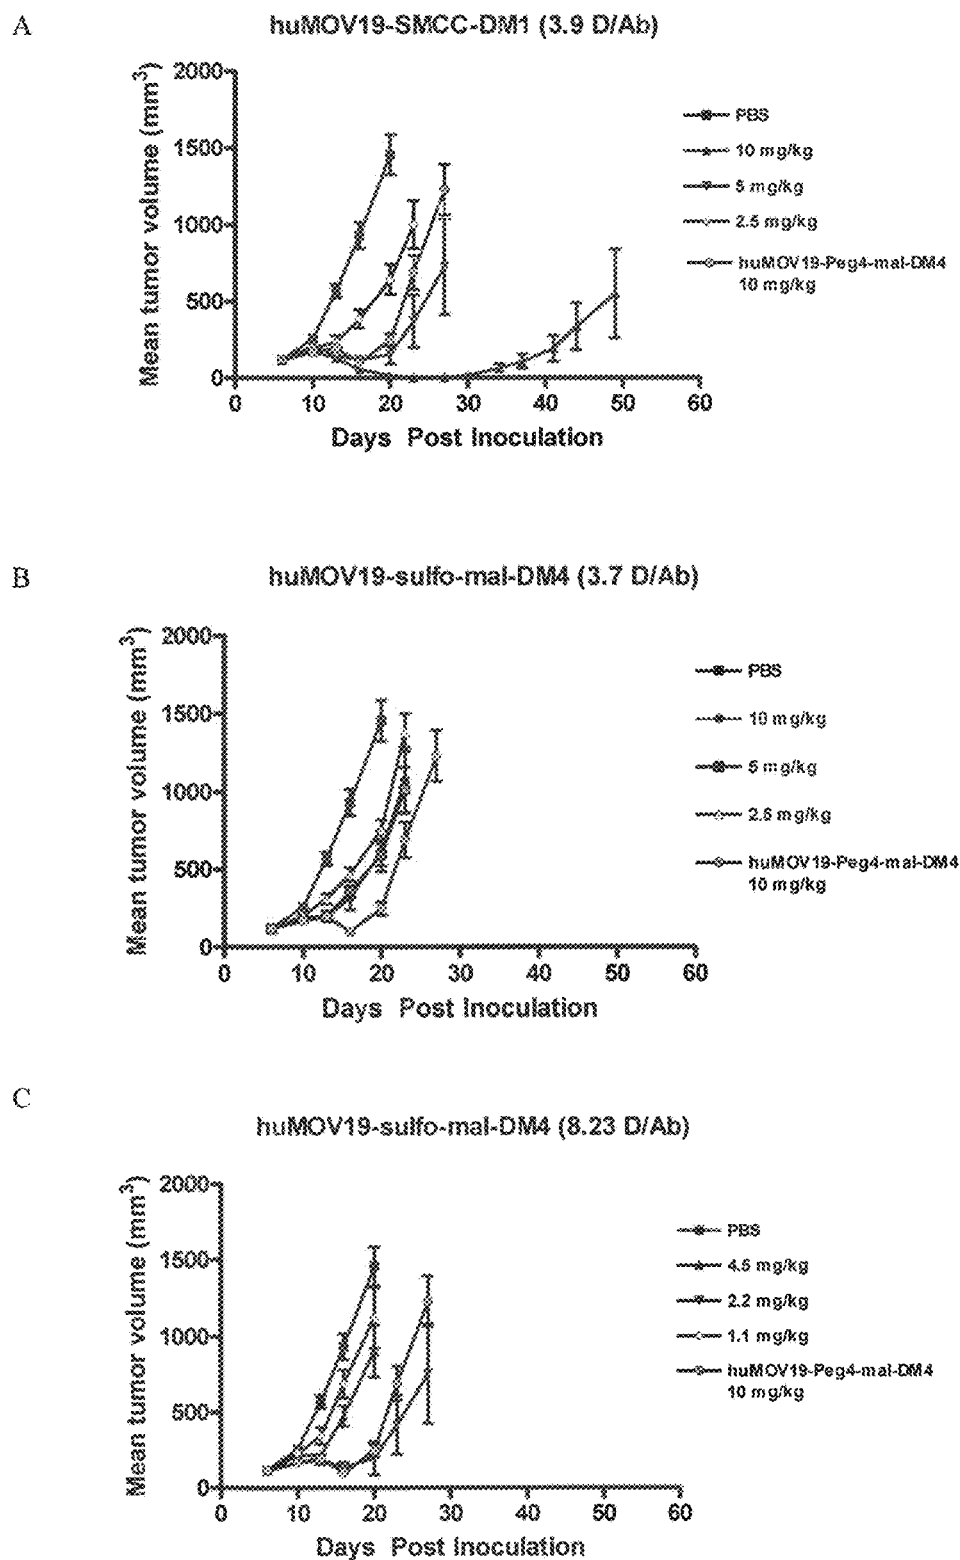 A
huMOV19-SMCC-DM1 (3.9 D/Ab)
Mean tumor volume (mm3)
2000
1500
1000
500
0
0 10 20 30 40 50 60
Days Post Inoculation
PBS
10 mg/kg
5 mg/kg
2.5 mg/kg
huMOV19-Peg4-mal-DM4
10 mg/kg
B
huMOV19-sulfo-mal-DM4 (3.7 D/Ab)
Mean tumor volume (mm3)
2000
1500
1000
500
0
0 10 20 30 40 50 60
Days Post Inoculation
PBS
10 mg/kg
5 mg/kg
2.5 mg/kg
huMOV19-Peg4-mal-DM4
10 mg/kg
C
huMOV19-sulfo-mal-DM4 (8.23 D/Ab)
Mean tumor volume (mm3)
2000
1500
1000
500
0
0 10 20 30 40 50 60
Days Post Inoculation
PBS
4.5 mg/kg
2.2 mg/kg
1.1 mg/kg
huMOV19-Peg4-mal-DM4
10 mg/kg